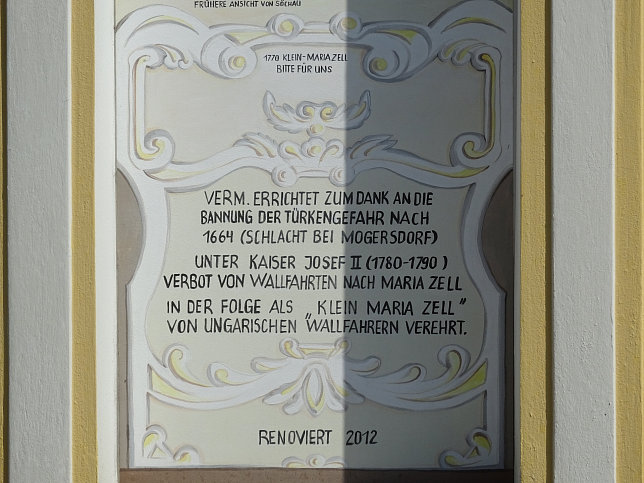 FRÜHERE ANSICHT VON SÖCHAU
1770 KLEIN-MARIAZELL
BITTE FÜR UNS
VERM. ERRICHTET ZUM DANK AN DIE
BANNUNG DER TÜRKENGEFAHR NACH
1664 (SCHLACHT BEI MOGERSDORF)
UNTER KAISER JOSEF II (1780-1790)
VERBOT VON WALLFAHRTEN NACH MARIA ZELL
IN DER FOLGE ALS „KLEIN MARIA ZELL"
VON UNGARISCHEN "WALLFAHRERN VEREHRT.
RENOVIERT 2012